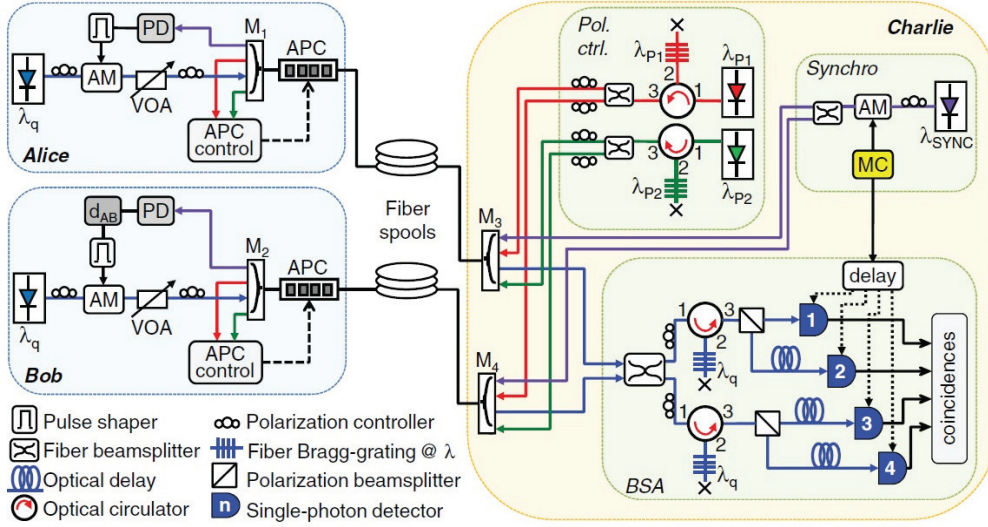 PD
M1
APC
AM
VOA
λq
APC
control
Alice
dAB
PD
M2
APC
AM
VOA
λq
APC
control
Bob
Fiber
spools
Charlie
Pol.
ctrl.
λP1
λP1
2
3
1
3
1
2
λP2
λP2
Synchro
AM
λSYNC
MC
M3
M4
delay
1
3
2
λq
1
2
1
3
2
λq
3
4
coincidences
BSA
Pulse shaper
Polarization controller
Fiber beamsplitter
Fiber Bragg-grating @ λ
Optical delay
Polarization beamsplitter
Optical circulator
n
Single-photon detector